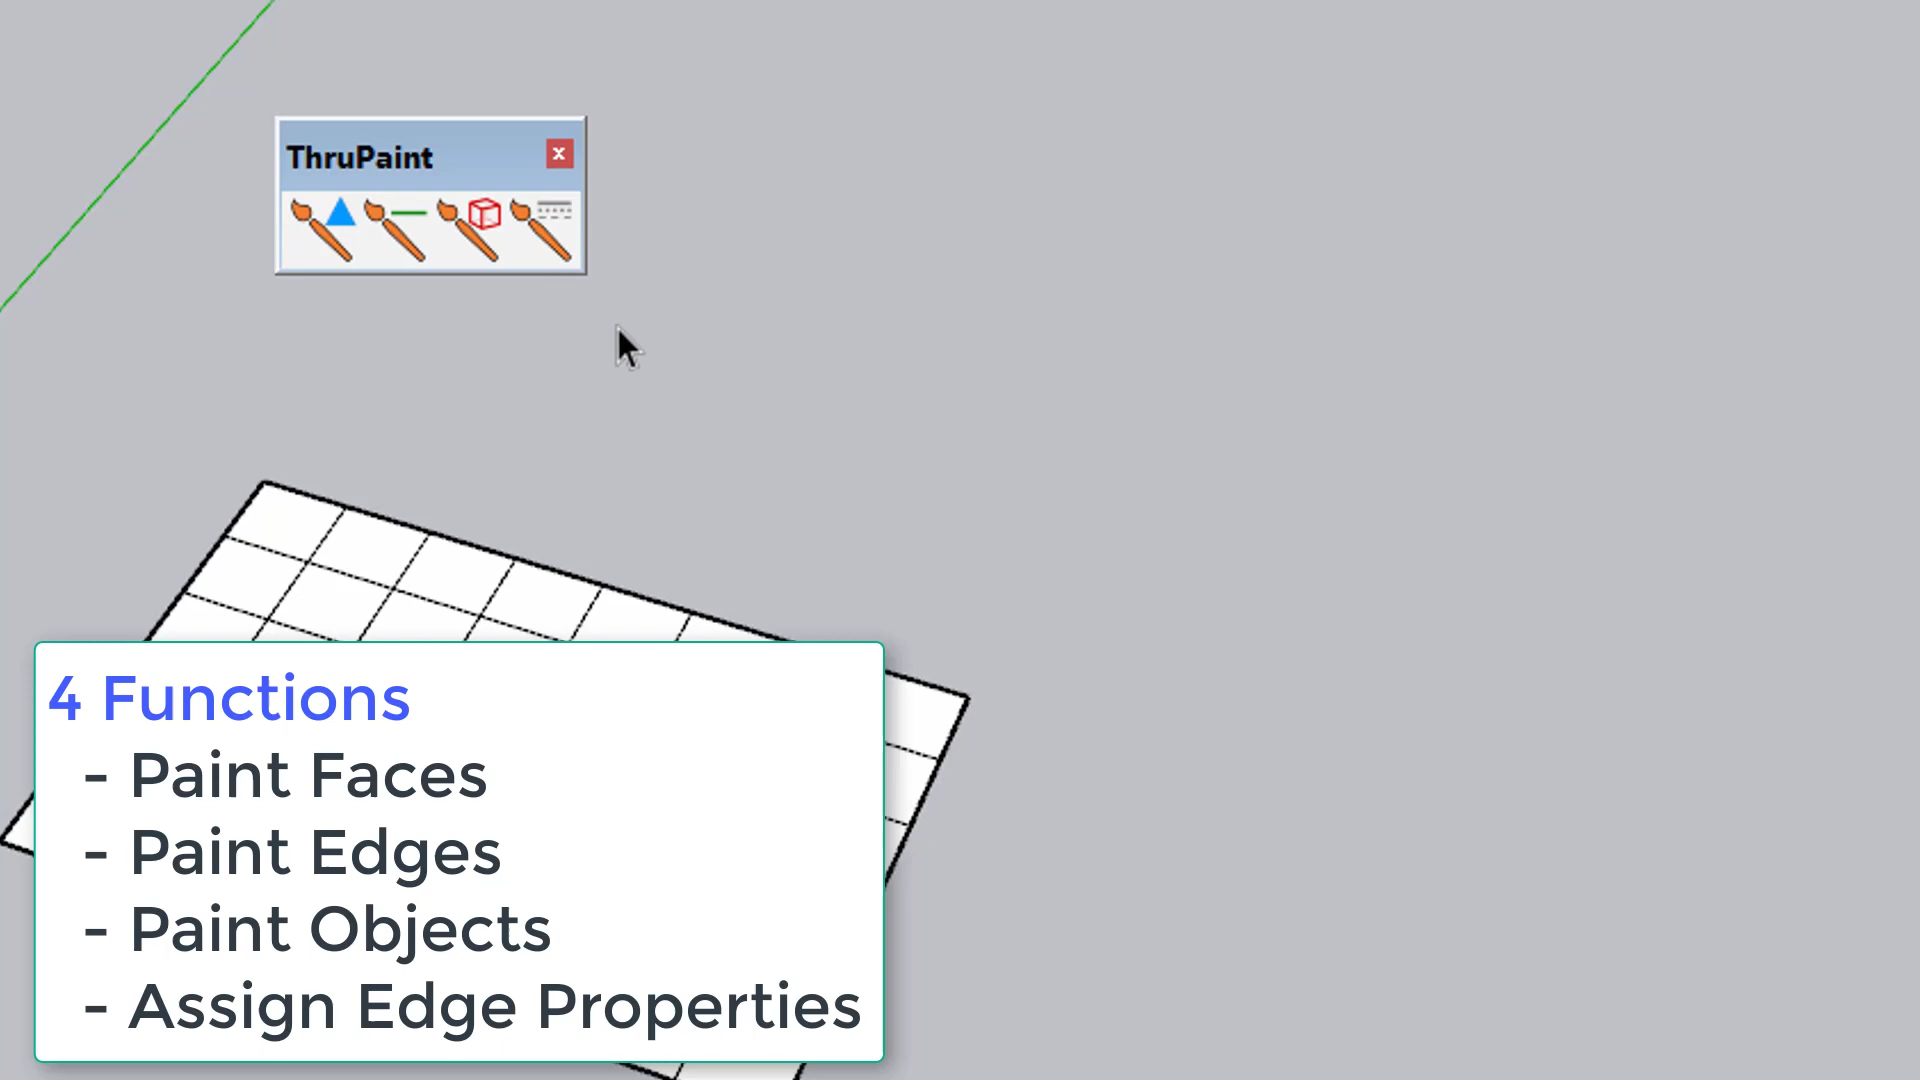 ThruPaint
4 Functions
- Paint Faces
- Paint Edges
- Paint Objects
- Assign Edge Properties